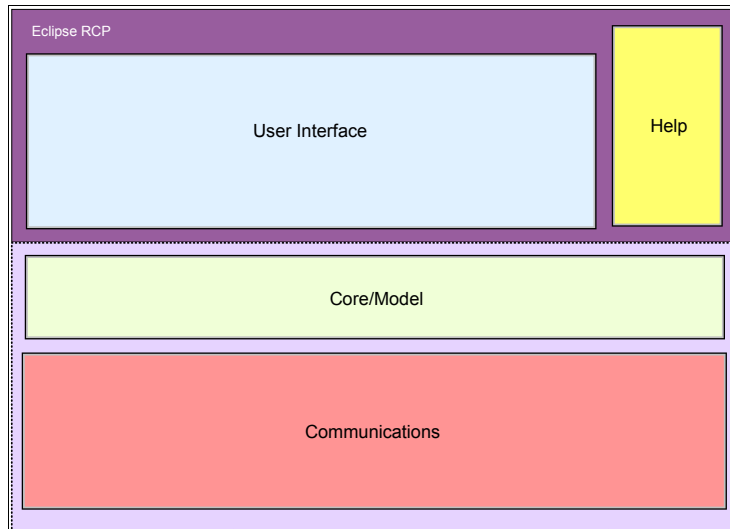 Eclipse RCP
User Interface
Help
Core/Model
Communications